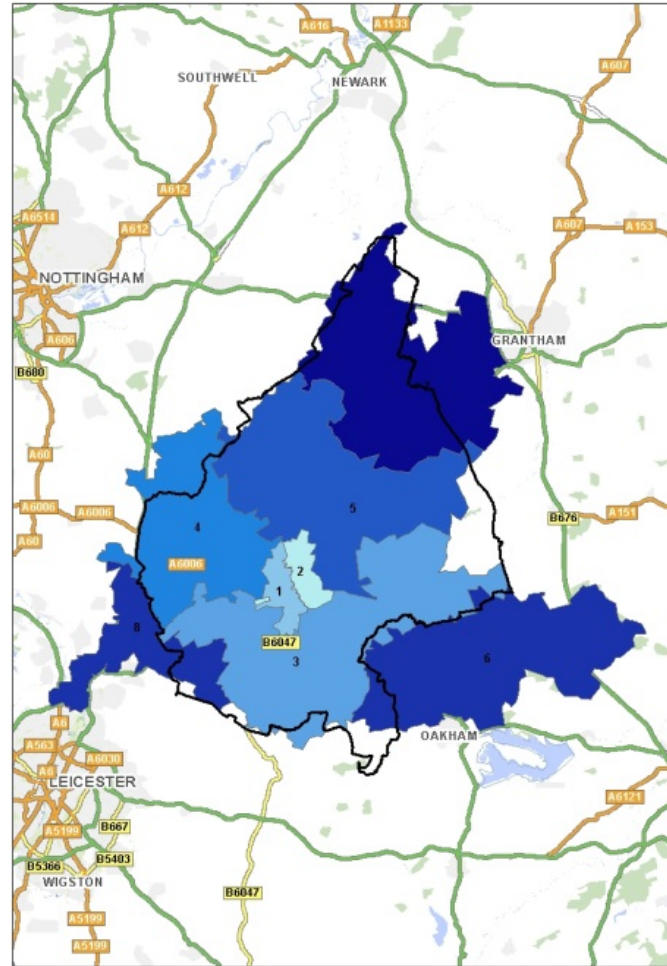 A616
A1133
A607
SOUTHWELL
NEWARK
A612
A6514
A612
A607
A153
NOTTINGHAM
A606
GRANTHAM
B680
A60
4
5
A6006
A6006
B676
A151
A60
A6006
2
1
8
B6047
3
6
A6
OAKHAM
A563
A6030
A6
LEICESTER
A6121
B667
A5199
B5366
B5403
WIGSTON
B6047
A5199
A5199